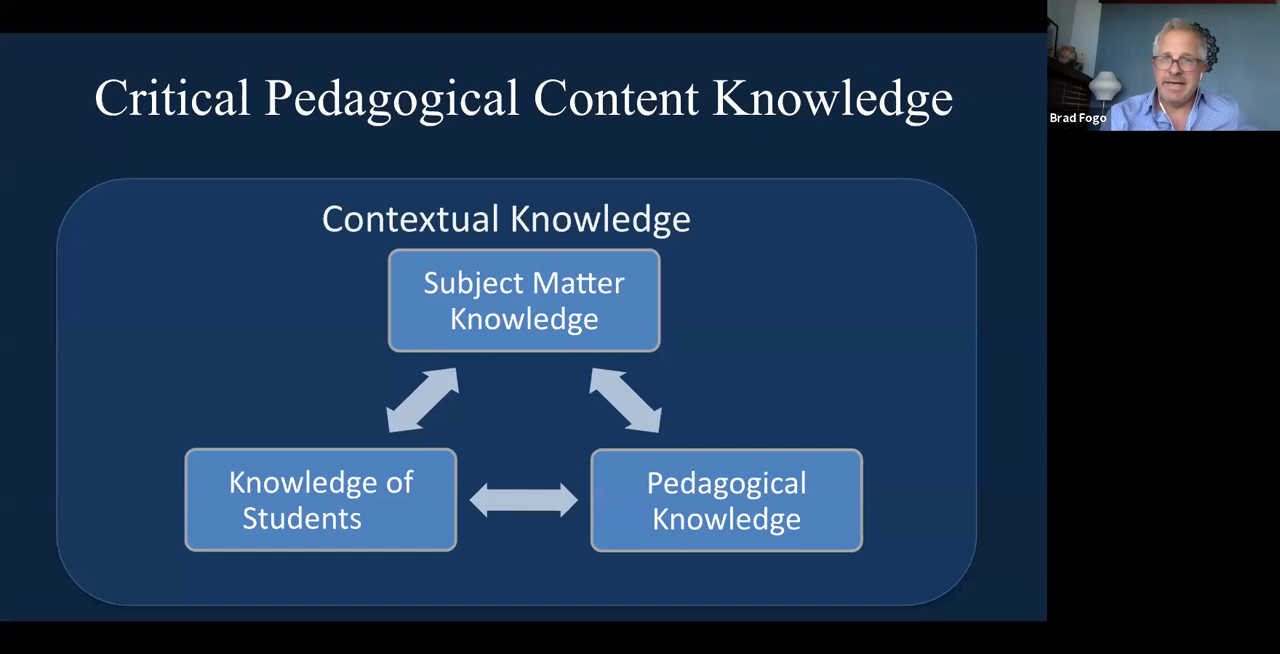 Critical Pedagogical Content Knowledge
Brad Fogo
Contextual Knowledge
Subject Matter
Knowledge
Knowledge of
Students
Pedagogical
Knowledge